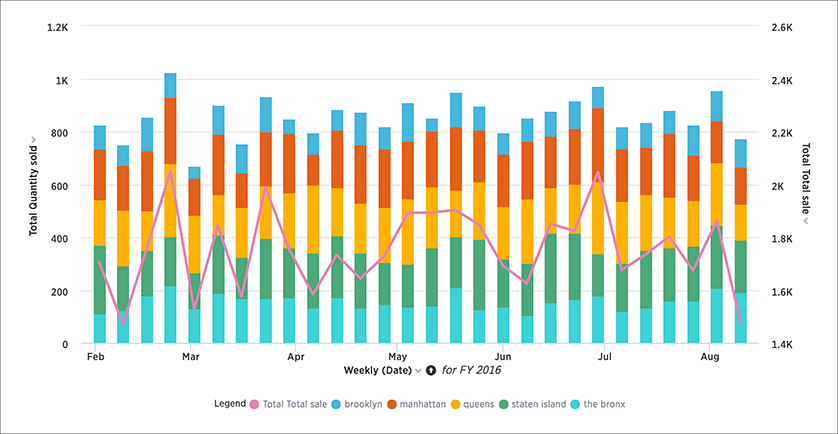 1.2K
2.6K
1K
2.4K
800
2.2K
600
2K
400
1.8K
200
1.6K
0
1.4K
Total Quantity sold
Total Total sale
Feb Mar Apr May Jun Jul Aug
Weekly (Date) for FY 2016
Legend Total Total sale brooklyn manhattan queens staten island the bronx